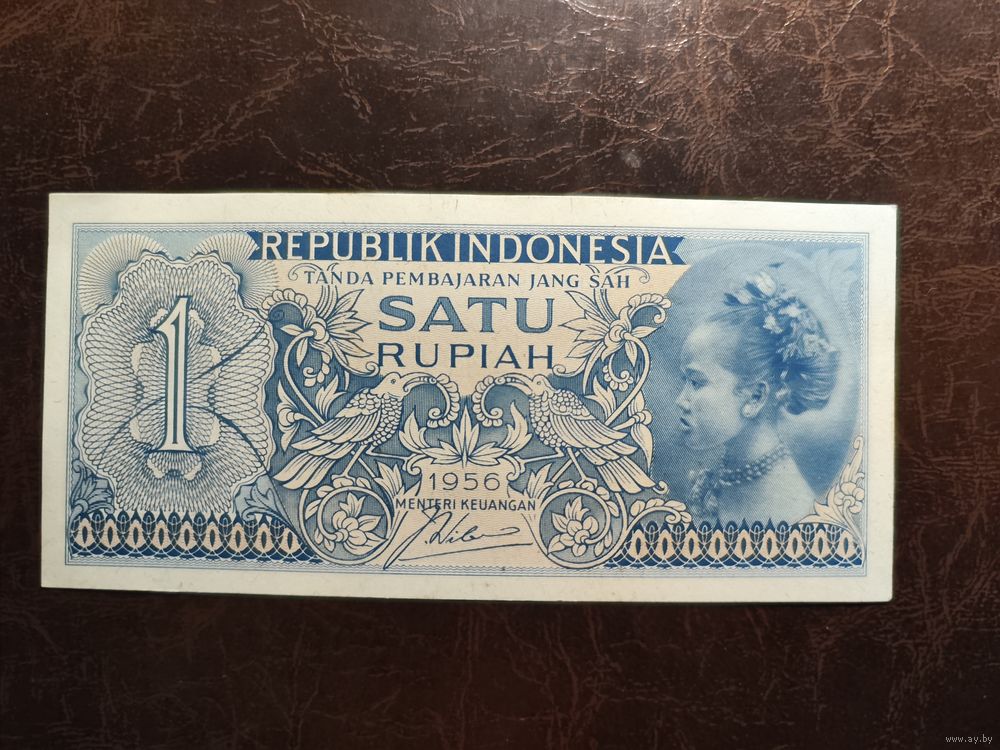 REPUBLIK INDONESIA
TANDA PEMBAJARAN JANG SAH
SATU
RUPIAH
1
1956
MENTERI KEUANGAN
www.ay.by